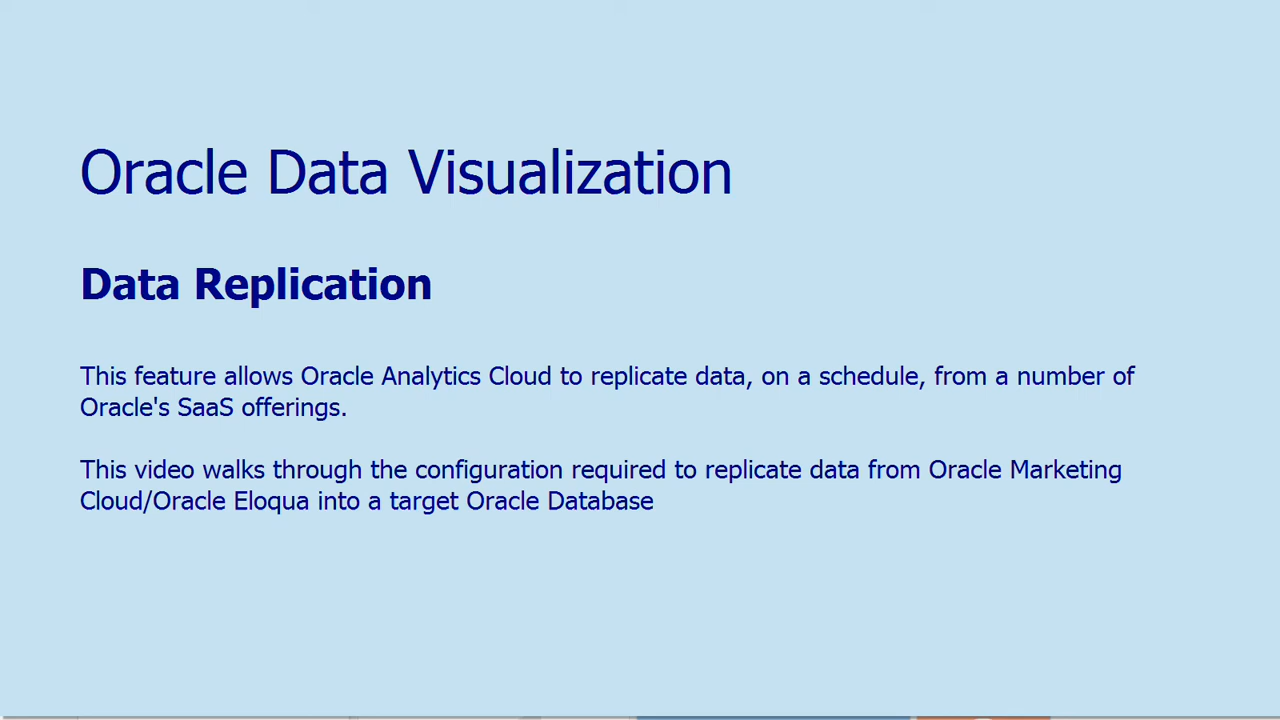 Oracle Data Visualization
Data Replication
This feature allows Oracle Analytics Cloud to replicate data, on a schedule, from a number of
Oracle's SaaS offerings.
This video walks through the configuration required to replicate data from Oracle Marketing
Cloud/Oracle Eloqua into a target Oracle Database